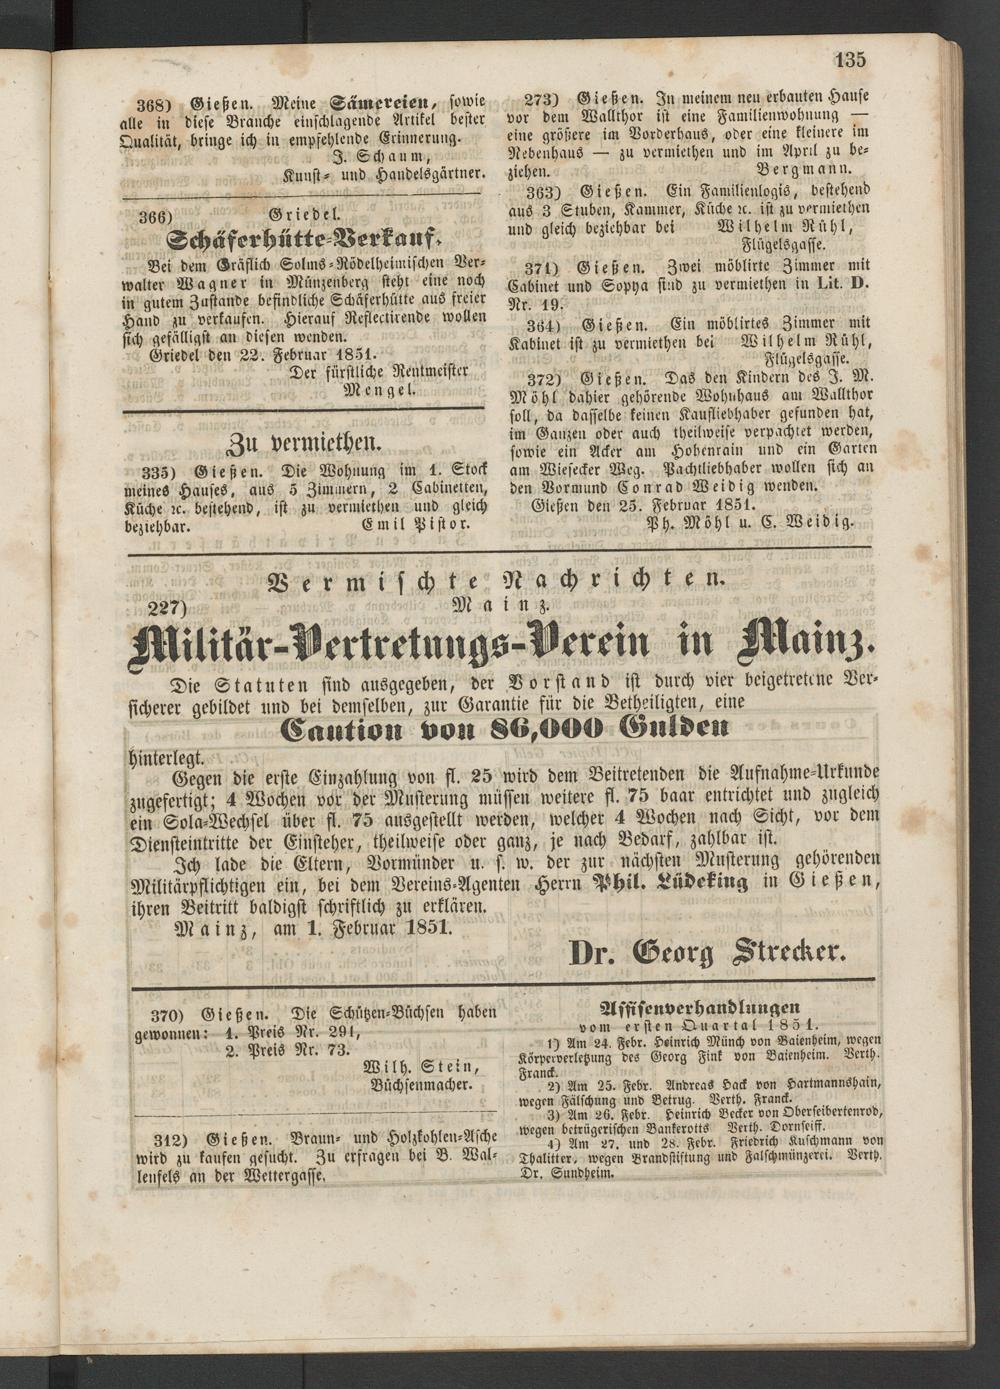 135
368) Gießen. Meine Sämereien, sowie
alle in diese Branche einschlagende Artikel bester
Qualität, bringe ich in empfehlende Erinnerung.
J. Schaum,
Kunst- und Handelsgärtner.
366) Griedel.
Schäferhütte-Verkauf.
Bei dem Gräflich Solms-Rödelheimischen Ver-
walter Wagner in Münzenberg steht eine noch
in gutem Zustande befindliche Schäferhütte aus freier
Hand zu verkaufen. Hierauf Reflectirende wollen
sich gefälligst an diesen wenden.
Griedel den 22. Februar 1851.
Der fürstliche Rentmeister
Mengel.
Zu vermiethen.
335) Gießen. Die Wohnung im 1. Stock
meines Hauses, aus 5 Zimmern, 2 Cabinetten,
Küche ꝛc. bestehend, ist zu vermiethen und gleich
beziehbar. Emil Pistor.
273) Gießen. In meinem neu erbauten Hause
vor dem Wallthor ist eine Familienwohnung —
eine größere im Vorderhaus, oder eine kleinere im
Nebenhaus — zu vermiethen und im April zu be-
ziehen. Bergmann.
363) Gießen. Ein Familienlogis, bestehend
aus 3 Stuben, Kammer, Küche ꝛc. ist zu vermiethen
und gleich beziehbar bei Wilhelm Rühl,
Flügelsgasse.
371) Gießen. Zwei möblirte Zimmer mit
Cabinet und Sopya sind zu vermiethen in Lit. D.
Nr. 19.
364) Gießen. Ein möblirtes Zimmer mit
Kabinet ist zu vermiethen bei Wilhelm Rühl,
Flügelsgasse.
372) Gießen. Das den Kindern des J. M.
Möhl dahier gehörende Wohnhaus am Wallthor
soll, da dasselbe keinen Kaufliebhaber gefunden hat,
im Ganzen oder auch theilweise verpachtet werden,
sowie ein Acker am Hohenrain und ein Garten
am Wiesecker Weg. Pachtliebhaber wollen sich an
den Vormund Conrad Weidig wenden.
Gießen den 25. Februar 1851.
Ph. Möhl u. C. Weidig.
Vermischte Nachrichten.
227) Mainz.
Militär-Vertretungs-Verein in Mainz.
Die Statuten sind ausgegeben, der Vorstand ist durch vier beigetretene Ver-
sicherer gebildet und bei demselben, zur Garantie für die Betheiligten, eine
Caution von 86,000 Gulden
hinterlegt.
Gegen die erste Einzahlung von fl. 25 wird dem Beitretenden die Aufnahme-Urkunde
zugefertigt; 4 Wochen vor der Musterung müssen weitere fl. 75 baar entrichtet und zugleich
ein Sola-Wechsel über fl. 75 ausgestellt werden, welcher 4 Wochen nach Sicht, vor dem
Diensteintritte der Einsteher, theilweise oder ganz, je nach Bedarf, zahlbar ist.
Ich lade die Eltern, Vormünder u. s. w. der zur nächsten Musterung gehörenden
Militärpflichtigen ein, bei dem Vereins-Agenten Herrn Phil. Lüdeking in Gießen,
ihren Beitritt baldigst schriftlich zu erklären.
Mainz, am 1. Februar 1851.
Dr. Georg Strecker.
370) Gießen. Die Schützen-Büchsen haben
gewonnen: 1. Preis Nr. 291,
2. Preis Nr. 73.
Wilh. Stein,
Büchsenmacher.
312) Gießen. Braun- und Holzkohlen-Asche
wird zu kaufen gesucht. Zu erfragen bei B. Wal-
lenfels an der Wettergasse.
Assisenverhandlungen
vom ersten Quartal 1851.
1) Am 24. Febr. Heinrich Münch von Baienheim, wegen
Körperverletzung des Georg Fink von Baienheim. Verth.
Franck.
2) Am 25. Febr. Andreas Hack von Hartmannshain,
wegen Fälschung und Betrug. Verth. Franck.
3) Am 26. Febr. Heinrich Becker von Oberseibertenrod,
wegen betrügerischen Bankerotts Verth. Dornseiff.
4) Am 27. und 28. Febr. Friedrich Kuschmann von
Thalitter, wegen Brandstiftung und Falschmünzerei. Verth.
Dr. Sundheim.